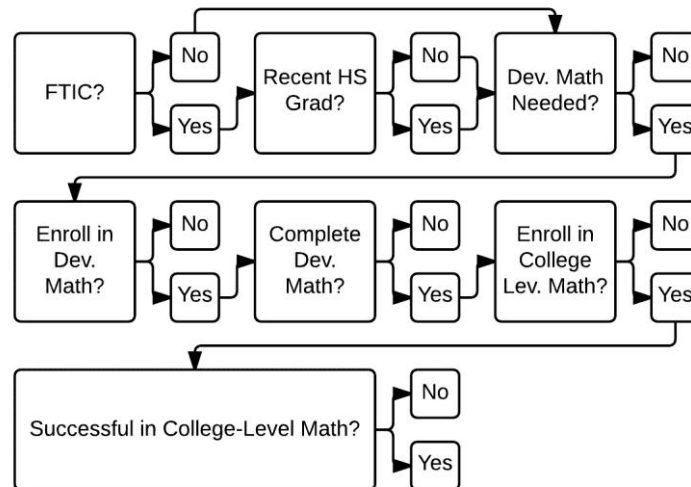 No
FTIC?
Yes
Recent HS
Grad?
No
Yes
Dev. Math
Needed?
No
Yes
Enroll in
Dev.
Math?
No
Yes
Complete
Dev.
Math?
No
Yes
Enroll in
College
Lev. Math?
No
Yes
Successful in College-Level Math?
No
Yes